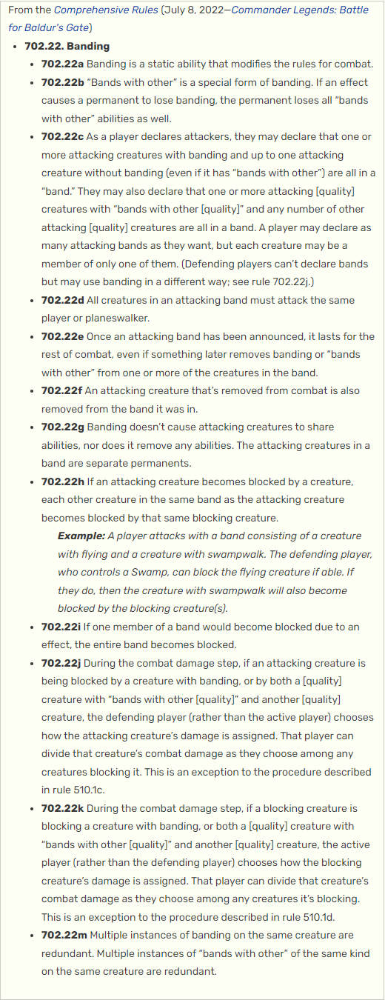 From the Comprehensive Rules (July 8, 2022—Commander Legends: Battle
for Baldur's Gate)
• 702.22. Banding
• 702.22a Banding is a static ability that modifies the rules for combat.
• 702.22b “Bands with other” is a special form of banding. If an effect
causes a permanent to lose banding, the permanent loses all “bands
with other” abilities as well.
• 702.22c As a player declares attackers, they may declare that one or
more attacking creatures with banding and up to one attacking
creature without banding (even if it has “bands with other”) are all in a
“band.” They may also declare that one or more attacking [quality]
creatures with “bands with other [quality]” and any number of other
attacking [quality] creatures are all in a band. A player may declare as
many attacking bands as they want, but each creature may be a
member of only one of them. (Defending players can’t declare bands
but may use banding in a different way; see rule 702.22j.)
• 702.22d All creatures in an attacking band must attack the same
player or planeswalker.
• 702.22e Once an attacking band has been announced, it lasts for the
rest of combat, even if something later removes banding or “bands
with other” from one or more of the creatures in the band.
• 702.22f An attacking creature that’s removed from combat is also
removed from the band it was in.
• 702.22g Banding doesn’t cause attacking creatures to share
abilities, nor does it remove any abilities. The attacking creatures in a
band are separate permanents.
• 702.22h If an attacking creature becomes blocked by a creature,
each other creature in the same band as the attacking creature
becomes blocked by that same blocking creature.
Example: A player attacks with a band consisting of a creature
with flying and a creature with swampwalk. The defending player,
who controls a Swamp, can block the flying creature if able. If
they do, then the creature with swampwalk will also become
blocked by the blocking creature(s).
• 702.22i If one member of a band would become blocked due to an
effect, the entire band becomes blocked.
• 702.22j During the combat damage step, if an attacking creature is
being blocked by a creature with banding, or by both a [quality]
creature with “bands with other [quality]” and another [quality]
creature, the defending player (rather than the active player) chooses
how the attacking creature’s damage is assigned. That player can
divide that creature’s combat damage as they choose among any
creatures blocking it. This is an exception to the procedure described
in rule 510.1c.
• 702.22k During the combat damage step, if a blocking creature is
blocking a creature with banding, or both a [quality] creature with
“bands with other [quality]” and another [quality] creature, the active
player (rather than the defending player) chooses how the blocking
creature’s damage is assigned. That player can divide that creature’s
combat damage as they choose among any creatures it’s blocking.
This is an exception to the procedure described in rule 510.1d.
• 702.22m Multiple instances of banding on the same creature are
redundant. Multiple instances of “bands with other” of the same kind
on the same creature are redundant.